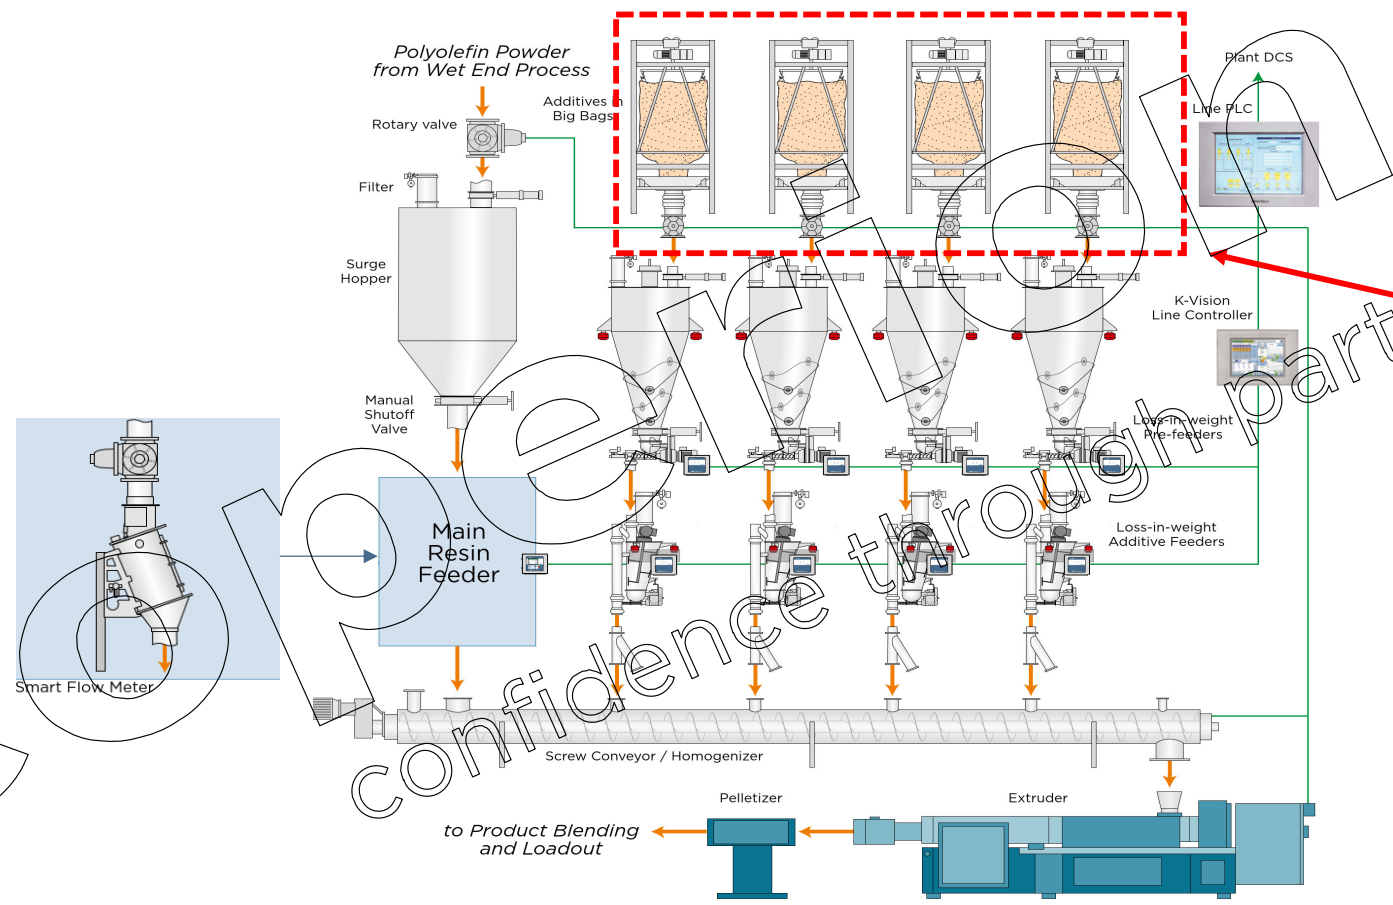 Polyolefin Powder
from Wet End Process
Additives in
Big Bags
Plant DCS
Line PLC
Rotary valve
Filter
Surge
Hopper
K-Vision
Line Controller
Manual
Shutoff
Valve
Loss-in-weight
Pre-feeders
Main
Resin
Feeder
Loss-in-weight
Additive Feeders
Smart Flow Meter
Screw Conveyor / Homogenizer
Pelletizer
Extruder
to Product Blending
and Loadout
coperion
confidence through part